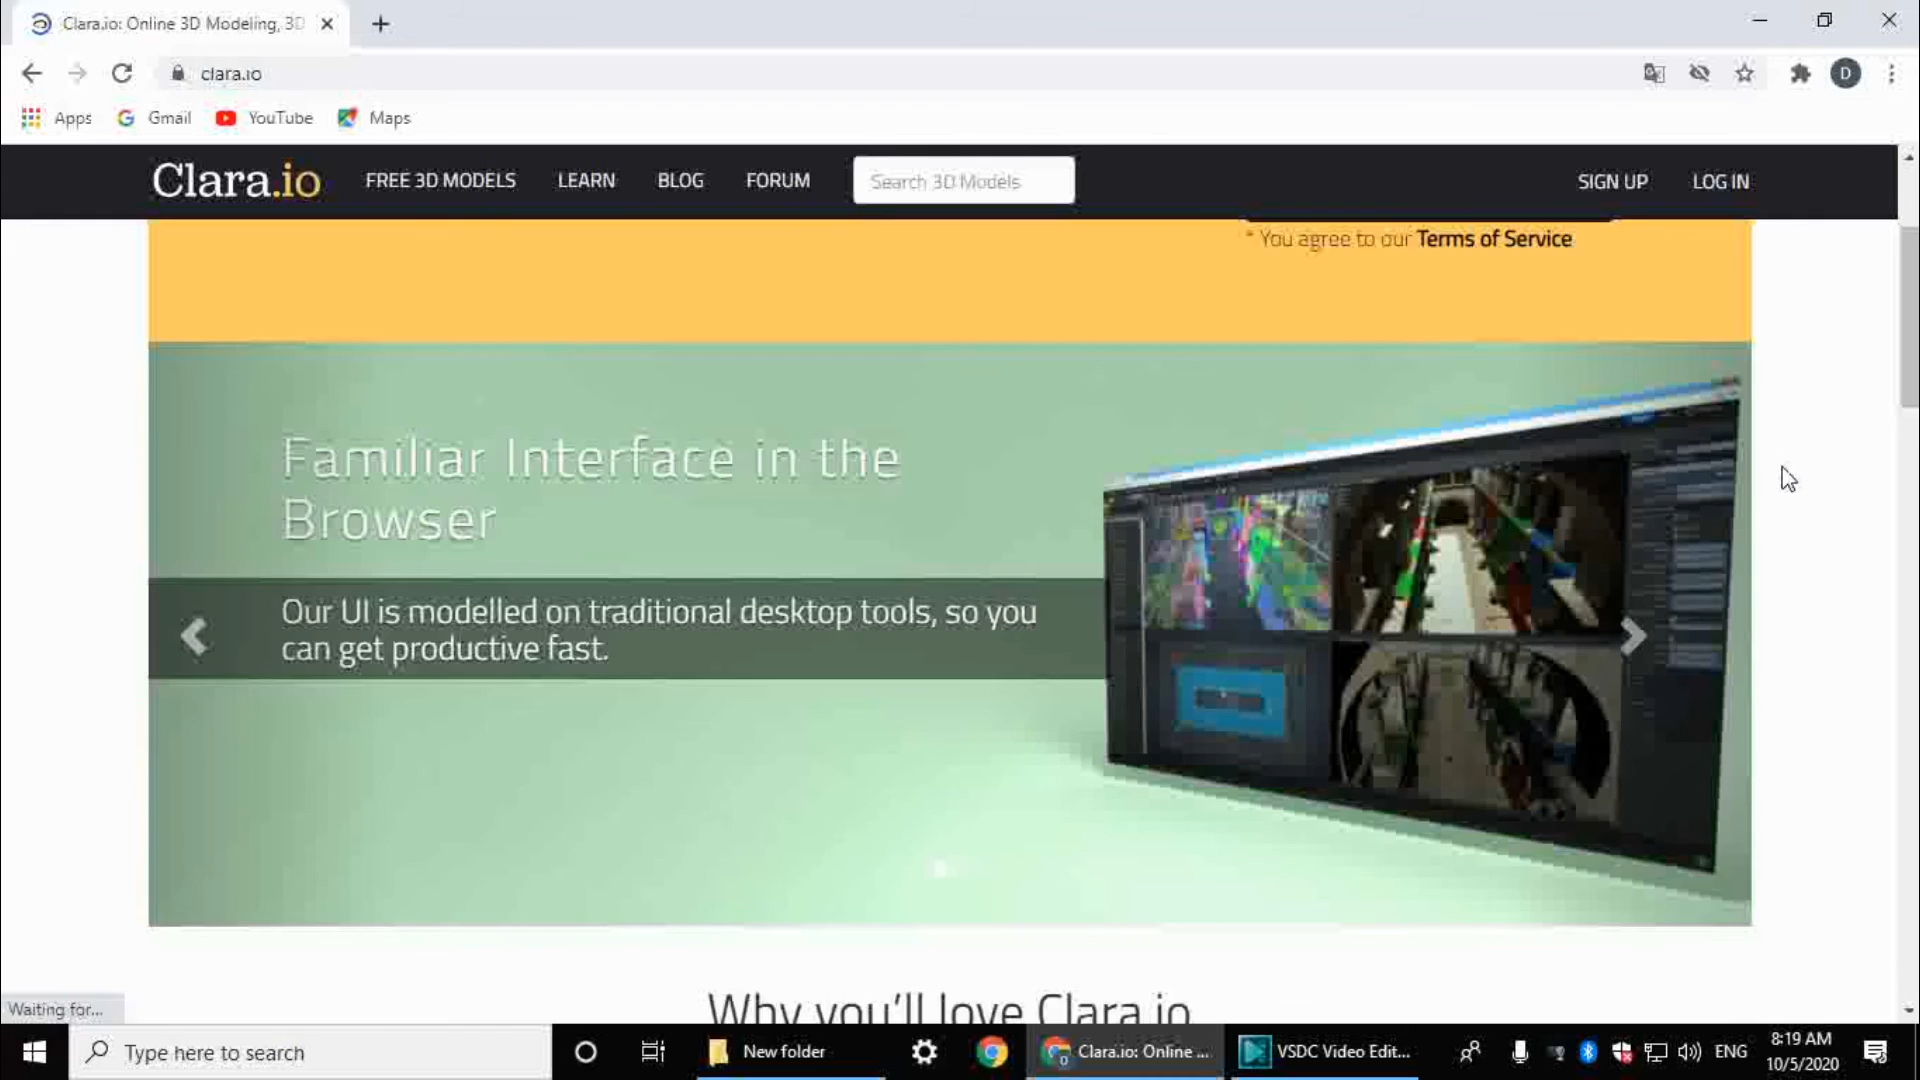 Clara.io: Online 3D Modeling, 3D
clara.io
Apps
Gmail
YouTube
Maps
Clara.io
FREE 3D MODELS
LEARN
BLOG
FORUM
Search 3D Models
SIGN UP
LOG IN
* You agree to our Terms of Service
Familiar Interface in the
Browser
Our UI is modelled on traditional desktop tools, so you
can get productive fast.
Why you'll love Clara.io
Waiting for...
Type here to search
New folder
Clara.io: Online ...
VSDC Video Edit...
ENG
8:19 AM
10/5/2020
D